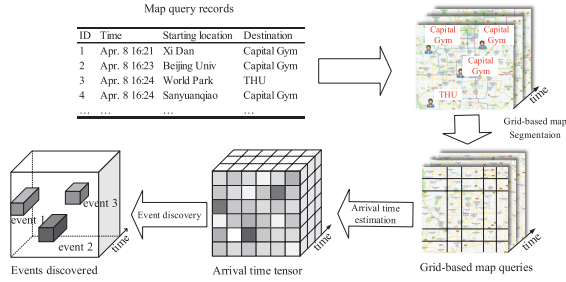 Map query records
ID Time Starting location Destination
1 Apr. 8 16:21 Xi Dan Capital Gym
2 Apr. 8 16:23 Beijing Univ Capital Gym
3 Apr. 8 16:24 World Park THU
4 Apr. 8 16:24 Sanyuanqiao Capital Gym
... ... ... ...
Capital
Gym
Capital
Gym
Capital
Gym
THU
time
Grid-based map
Segmentaion
time
Grid-based map queries
Arrival time
estimation
time
Arrival time tensor
Event discovery
event 1
event 3
event 2
time
Events discovered